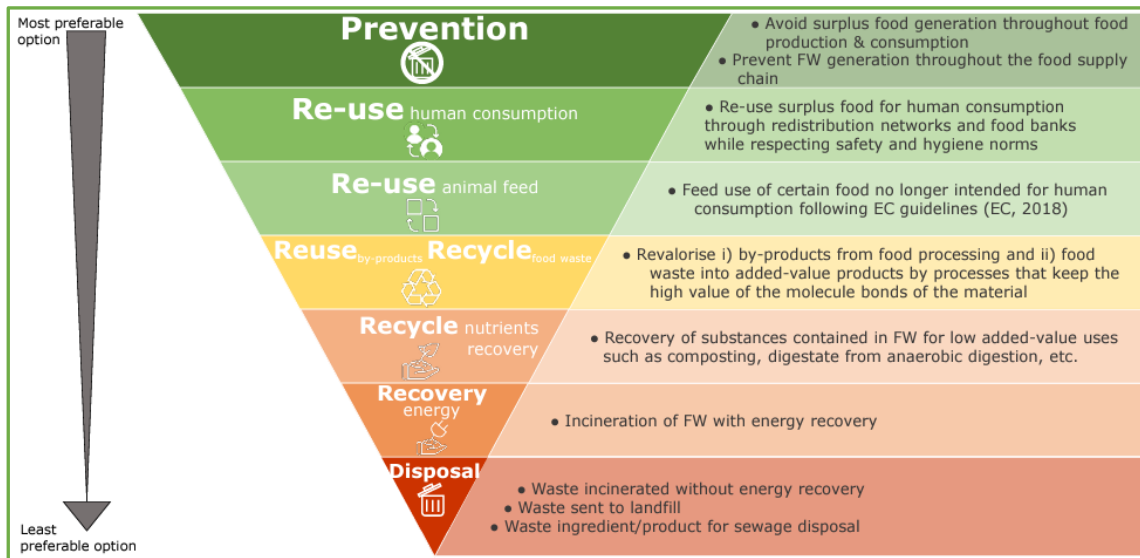 Most preferable
option
Prevention
● Avoid surplus food generation throughout food
production & consumption
● Prevent FW generation throughout the food supply
chain
Re-use human consumption
● Re-use surplus food for human consumption
through redistribution networks and food banks
while respecting safety and hygiene norms
Re-use animal feed
● Feed use of certain food no longer intended for human
consumption following EC guidelines (EC, 2018)
Reuse by-products Recycle food waste
● Revalorise i) by-products from food processing and ii) food
waste into added-value products by processes that keep the
high value of the molecule bonds of the material
Recycle nutrients
recovery
● Recovery of substances contained in FW for low added-value uses
such as composting, digestate from anaerobic digestion, etc.
Recovery
energy
● Incineration of FW with energy recovery
Disposal
● Waste incinerated without energy recovery
● Waste sent to landfill
● Waste ingredient/product for sewage disposal
Least
preferable option